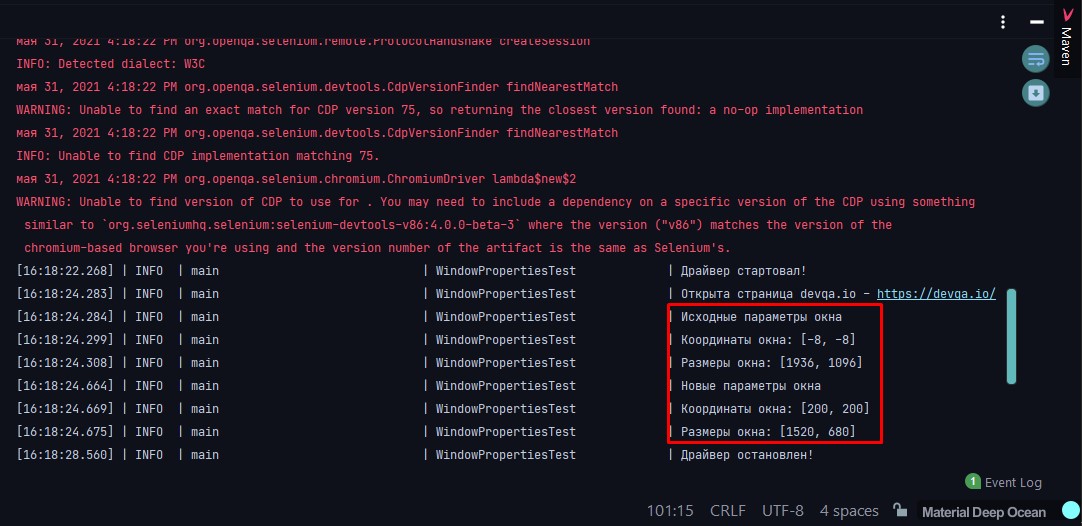 Maven
мая 31, 2021 4:18:22 PM org.openqa.selenium.remote.ProtocolHandshake createSession
INFO: Detected dialect: W3C
мая 31, 2021 4:18:22 PM org.openqa.selenium.devtools.CdpVersionFinder findNearestMatch
WARNING: Unable to find an exact match for CDP version 75, so returning the closest version found: a no-op implementation
мая 31, 2021 4:18:22 PM org.openqa.selenium.devtools.CdpVersionFinder findNearestMatch
INFO: Unable to find CDP implementation matching 75.
мая 31, 2021 4:18:22 PM org.openqa.selenium.chromium.ChromiumDriver lambda$new$2
WARNING: Unable to find version of CDP to use for . You may need to include a dependency on a specific version of the CDP using something
similar to `org.seleniumhq.selenium:selenium-devtools-v86:4.0.0-beta-3` where the version ("v86") matches the version of the
chromium-based browser you're using and the version number of the artifact is the same as Selenium's.
[16:18:22.268] | INFO | main | WindowPropertiesTest | Драйвер стартовал!
[16:18:24.283] | INFO | main | WindowPropertiesTest | Открыта страница devqa.io - https://devqa.io/
[16:18:24.284] | INFO | main | WindowPropertiesTest | Исходные параметры окна
[16:18:24.299] | INFO | main | WindowPropertiesTest | Координаты окна: [-8, -8]
[16:18:24.308] | INFO | main | WindowPropertiesTest | Размеры окна: [1936, 1096]
[16:18:24.664] | INFO | main | WindowPropertiesTest | Новые параметры окна
[16:18:24.669] | INFO | main | WindowPropertiesTest | Координаты окна: [200, 200]
[16:18:24.675] | INFO | main | WindowPropertiesTest | Размеры окна: [1520, 680]
[16:18:28.560] | INFO | main | WindowPropertiesTest | Драйвер остановлен!
1 Event Log
101:15 CRLF UTF-8 4 spaces Material Deep Ocean